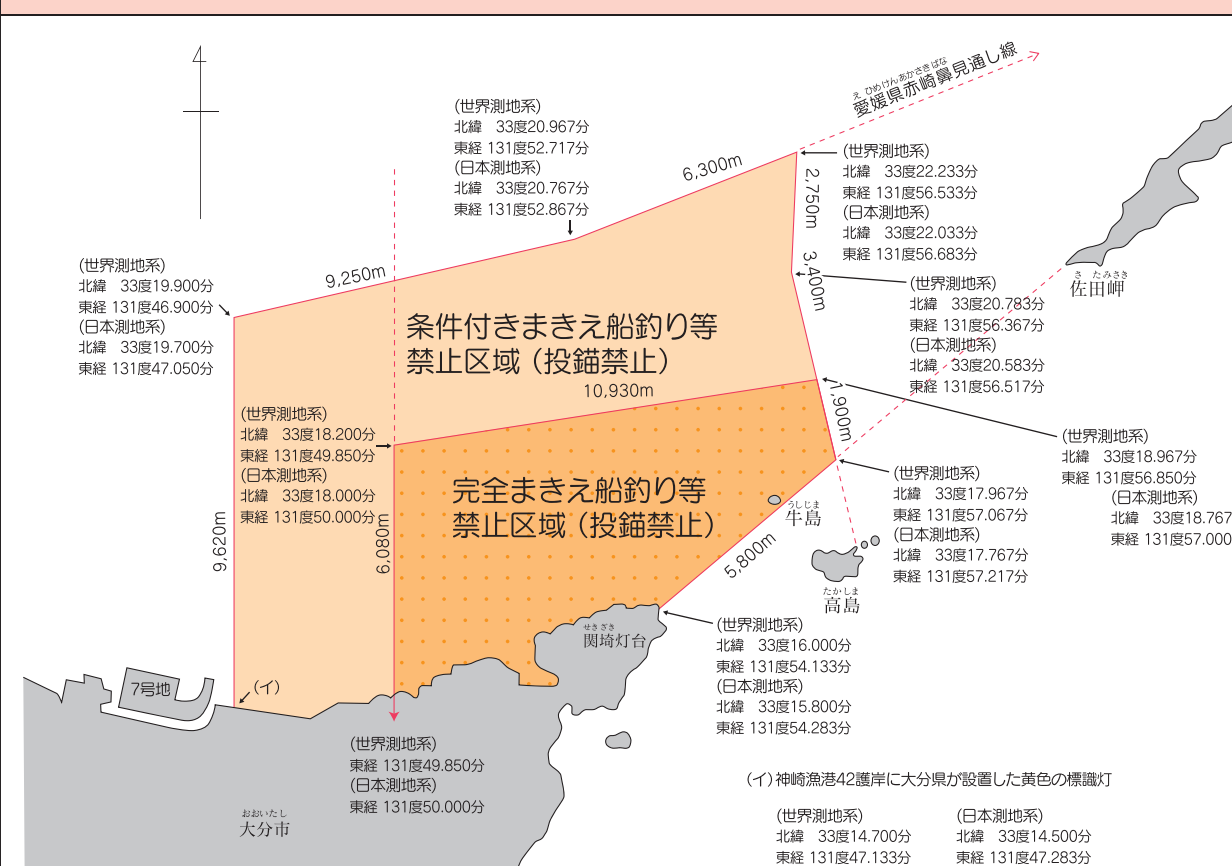 えひめけんあかさきばな
愛媛県赤崎鼻見通し線
(世界測地系)
北緯　33度20.967分
東経 131度52.717分
(日本測地系)
北緯　33度20.767分
東経 131度52.867分
6,300m
(世界測地系)
北緯　33度22.233分
東経 131度56.533分
(日本測地系)
北緯　33度22.033分
東経 131度56.683分
2,750m
(世界測地系)
北緯　33度19.900分
東経 131度46.900分
(日本測地系)
北緯　33度19.700分
東経 131度47.050分
9,250m
3,400m
さたみさき
佐田岬
(世界測地系)
北緯　33度20.783分
東経 131度56.367分
(日本測地系)
北緯　33度20.583分
東経 131度56.517分
条件付きまきえ船釣り等
禁止区域（投錨禁止）
10,930m
1,900m
(世界測地系)
北緯　33度18.200分
東経 131度49.850分
(日本測地系)
北緯　33度18.000分
東経 131度50.000分
(世界測地系)
北緯　33度18.967分
東経 131度56.850分
(日本測地系)
北緯　33度18.767
東経 131度57.000
完全まきえ船釣り等
禁止区域（投錨禁止）
(世界測地系)
北緯　33度17.967分
東経 131度57.067分
(日本測地系)
北緯　33度17.767分
東経 131度57.217分
うしじま
牛島
9,620m
6,080m
5,800m
たかしま
高島
せきざき
関埼灯台
(世界測地系)
北緯　33度16.000分
東経 131度54.133分
(日本測地系)
北緯　33度15.800分
東経 131度54.283分
7号地
(イ)
(世界測地系)
東経 131度49.850分
(日本測地系)
東経 131度50.000分
おおいたし
大分市
(イ)神崎漁港42護岸に大分県が設置した黄色の標識灯
(世界測地系)
北緯　33度14.700分
東経 131度47.133分
(日本測地系)
北緯　33度14.500分
東経 131度47.283分